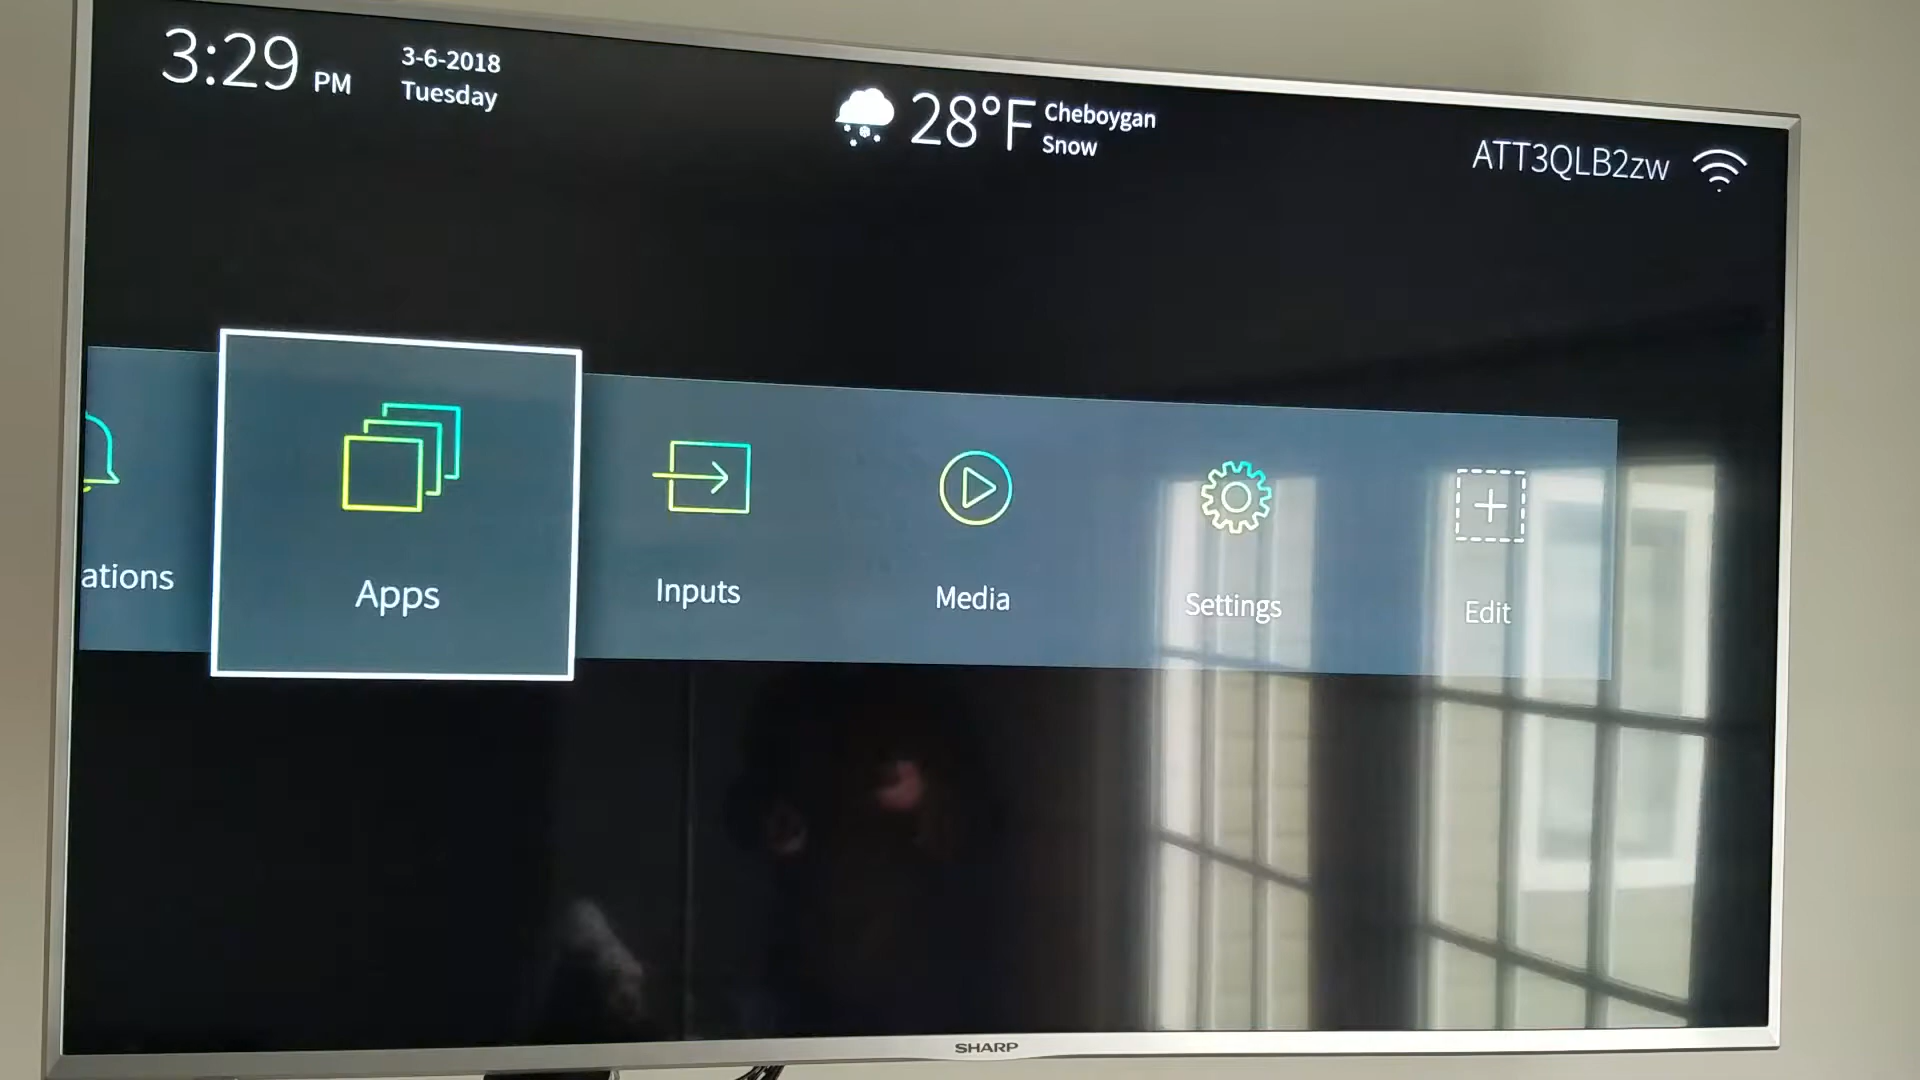 3:29 PM
3-6-2018
Tuesday
28°F
Cheboygan
Snow
ATT3QLB2zw
ations
Apps
Inputs
Media
Settings
Edit
SHARP